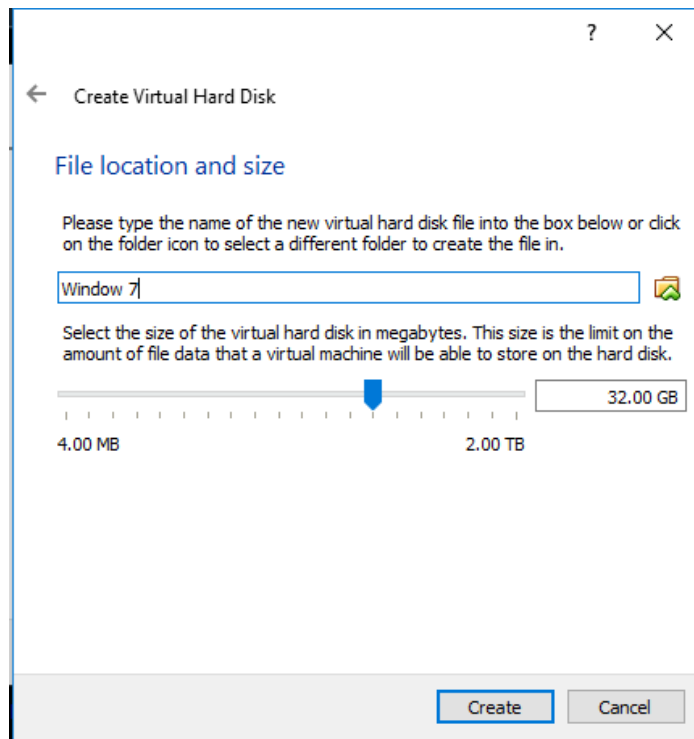 ?
Create Virtual Hard Disk
File location and size
Please type the name of the new virtual hard disk file into the box below or click
on the folder icon to select a different folder to create the file in.
Window 7
Select the size of the virtual hard disk in megabytes. This size is the limit on the
amount of file data that a virtual machine will be able to store on the hard disk.
32.00 GB
4.00 MB 2.00 TB
Create Cancel